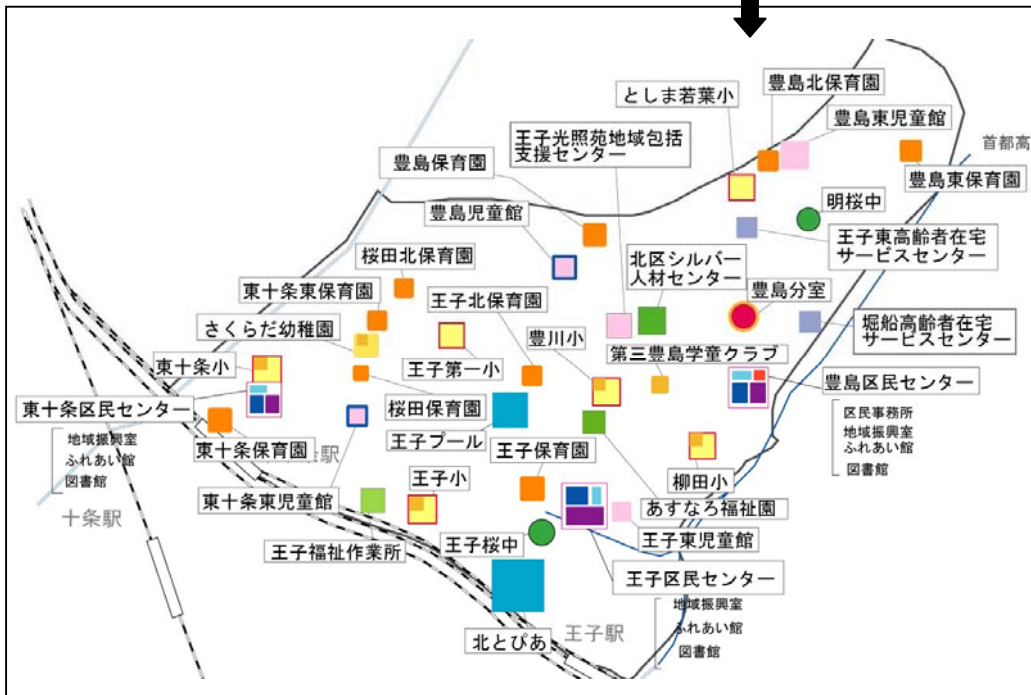 豊島北保育園
としま若葉小
豊島東児童館
王子光照苑地域包括
支援センター
首都高
豊島保育園
豊島東保育園
豊島児童館
明桜中
王子東高齢者在宅
サービスセンター
北区シルバー
人材センター
桜田北保育園
東十条東保育園
王子北保育園
豊島分室
さくらだ幼稚園
豊川小
堀船高齢者在宅
サービスセンター
東十条小
王子第一小
第三豊島学童クラブ
豊島区民センター
東十条区民センター
桜田保育園
区民事務所
地域振興室
ふれあい館
図書館
地域振興室
ふれあい館
図書館
王子プール
東十条保育園
条駅
王子保育園
柳田小
東十条東児童館
王子小
あすなろ福祉園
十条駅
王子福祉作業所
王子桜中
王子東児童館
王子区民センター
地域振興室
ふれあい館
図書館
北とぴあ
王子駅